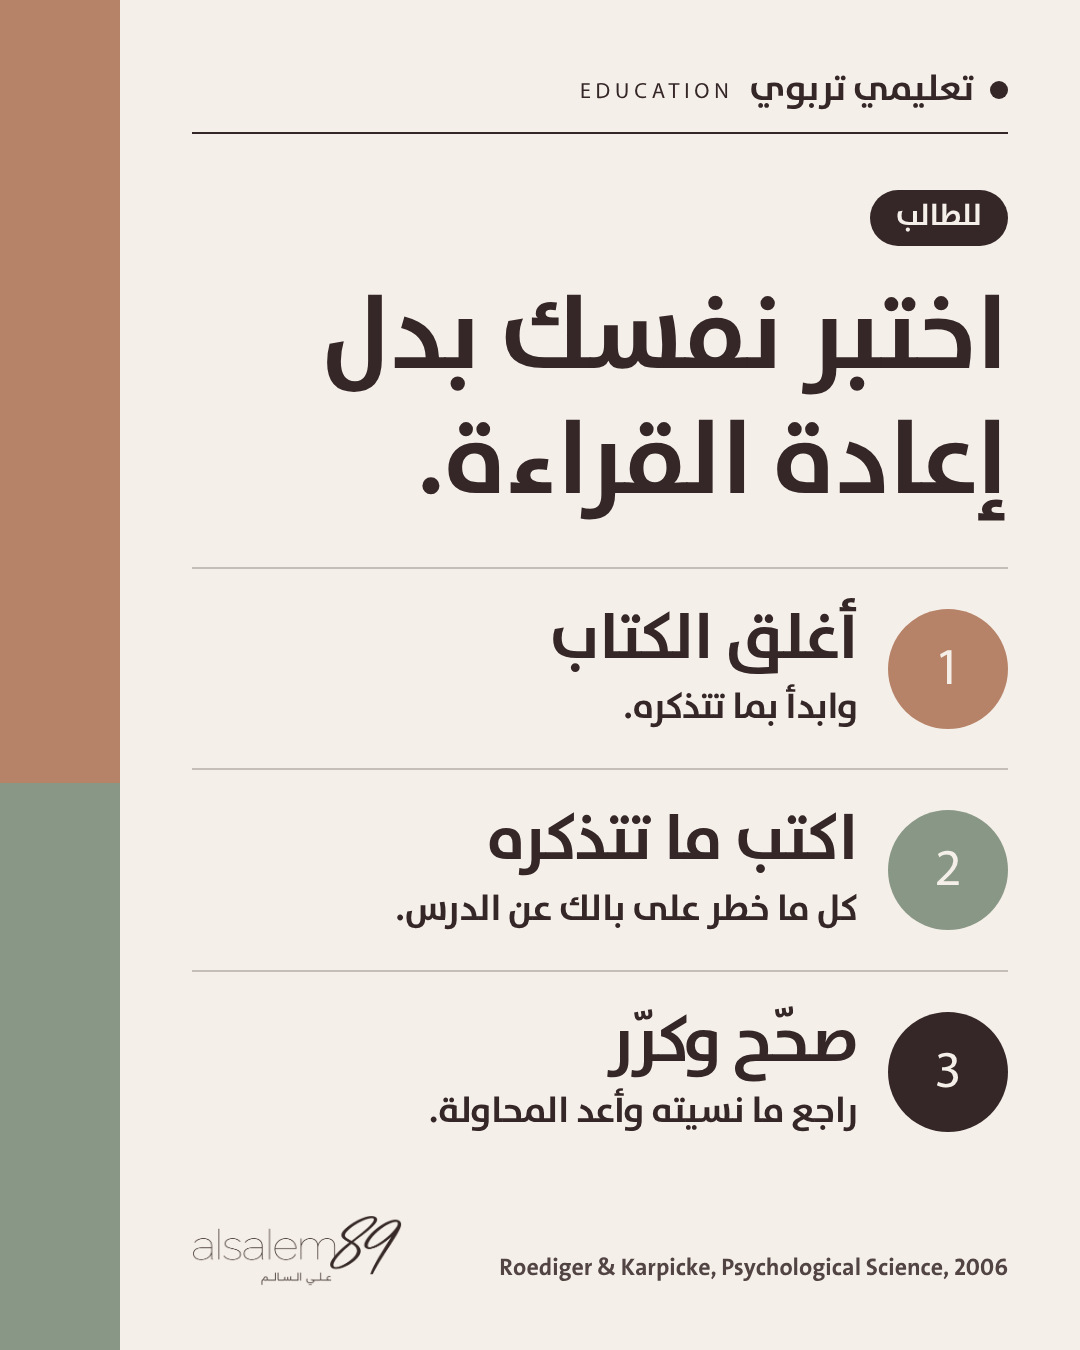 تعليمي تربوي EDUCATION
للطالب
اختبر نفسك بدل
إعادة القراءة.
1
أغلق الكتاب
وابدأ بما تتذكره.
2
اكتب ما تتذكره
كل ما خطر على بالك عن الدرس.
3
صحّح وكرّر
راجع ما نسيته وأعد المحاولة.
Roediger & Karpicke, Psychological Science, 2006
alsalem89
علي السالم